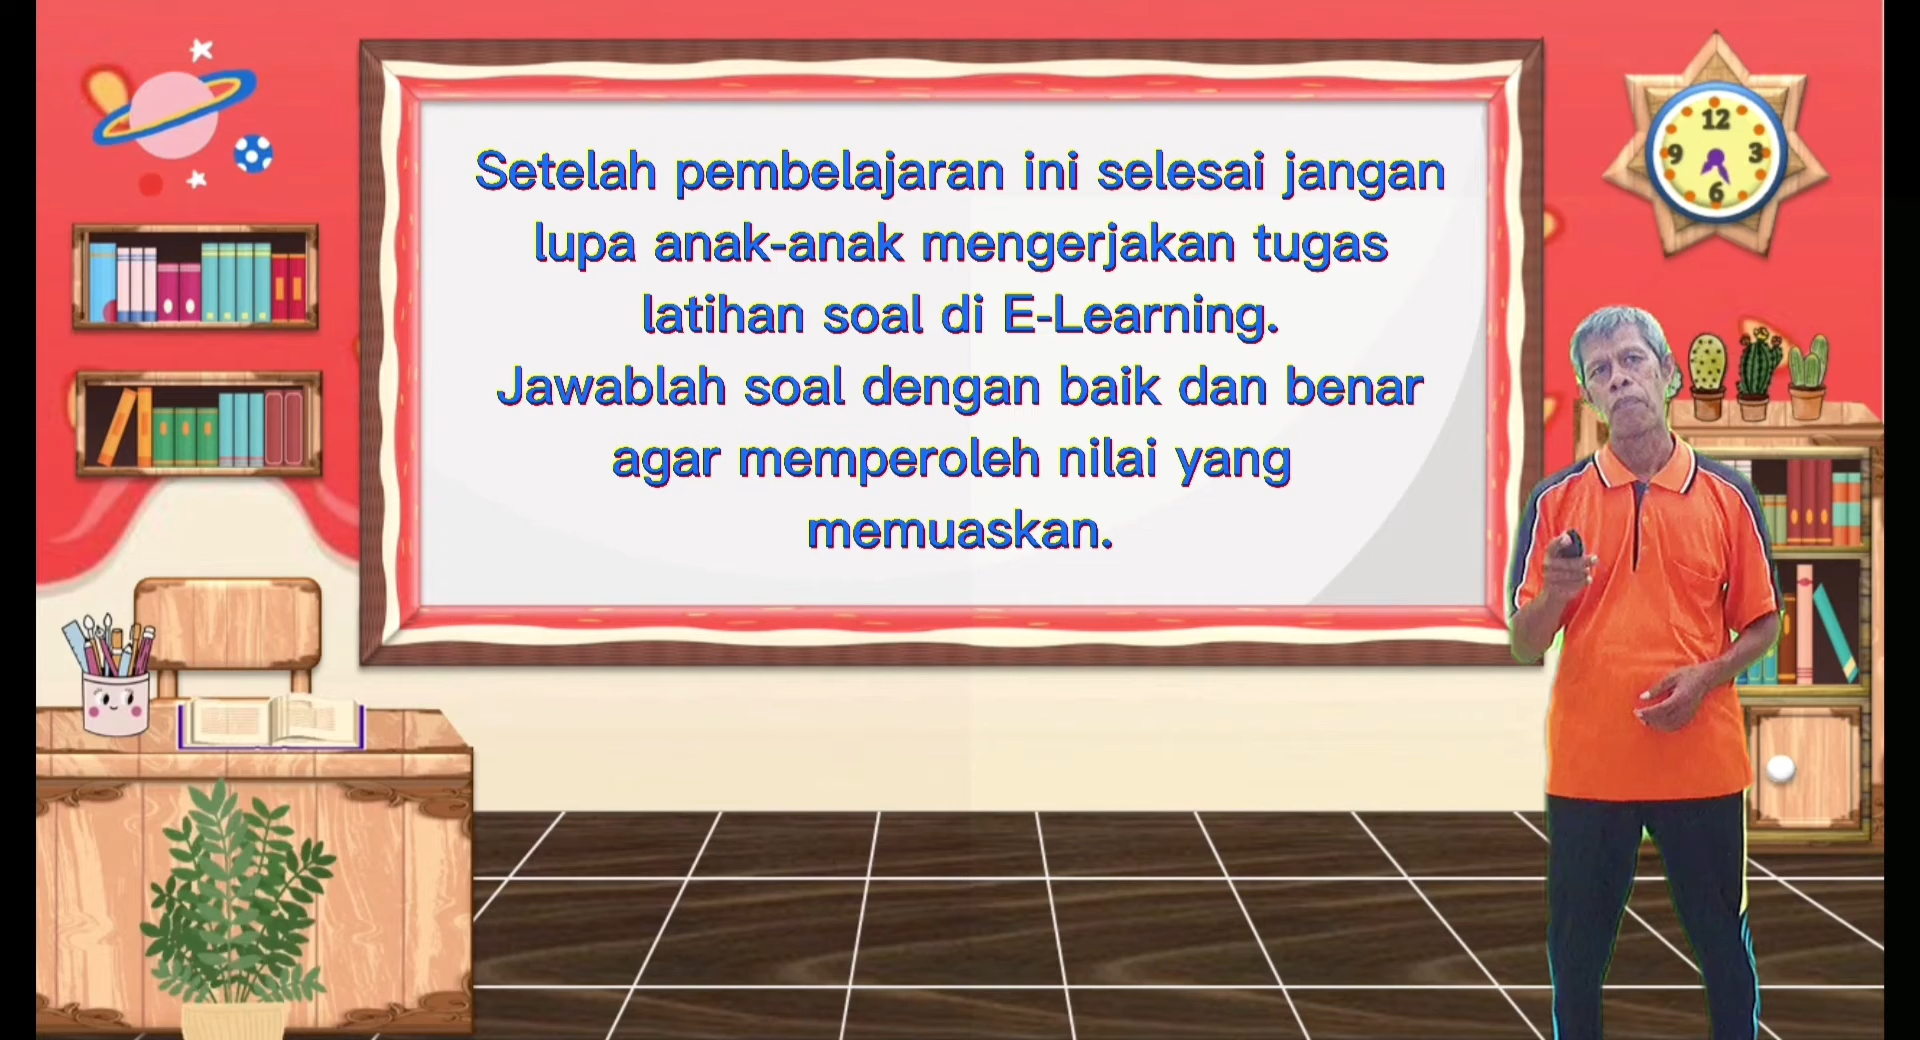 Setelah pembelajaran ini selesai jangan
lupa anak-anak mengerjakan tugas
latihan soal di E-Learning.
Jawablah soal dengan baik dan benar
agar memperoleh nilai yang
memuaskan.
12
9 3
6